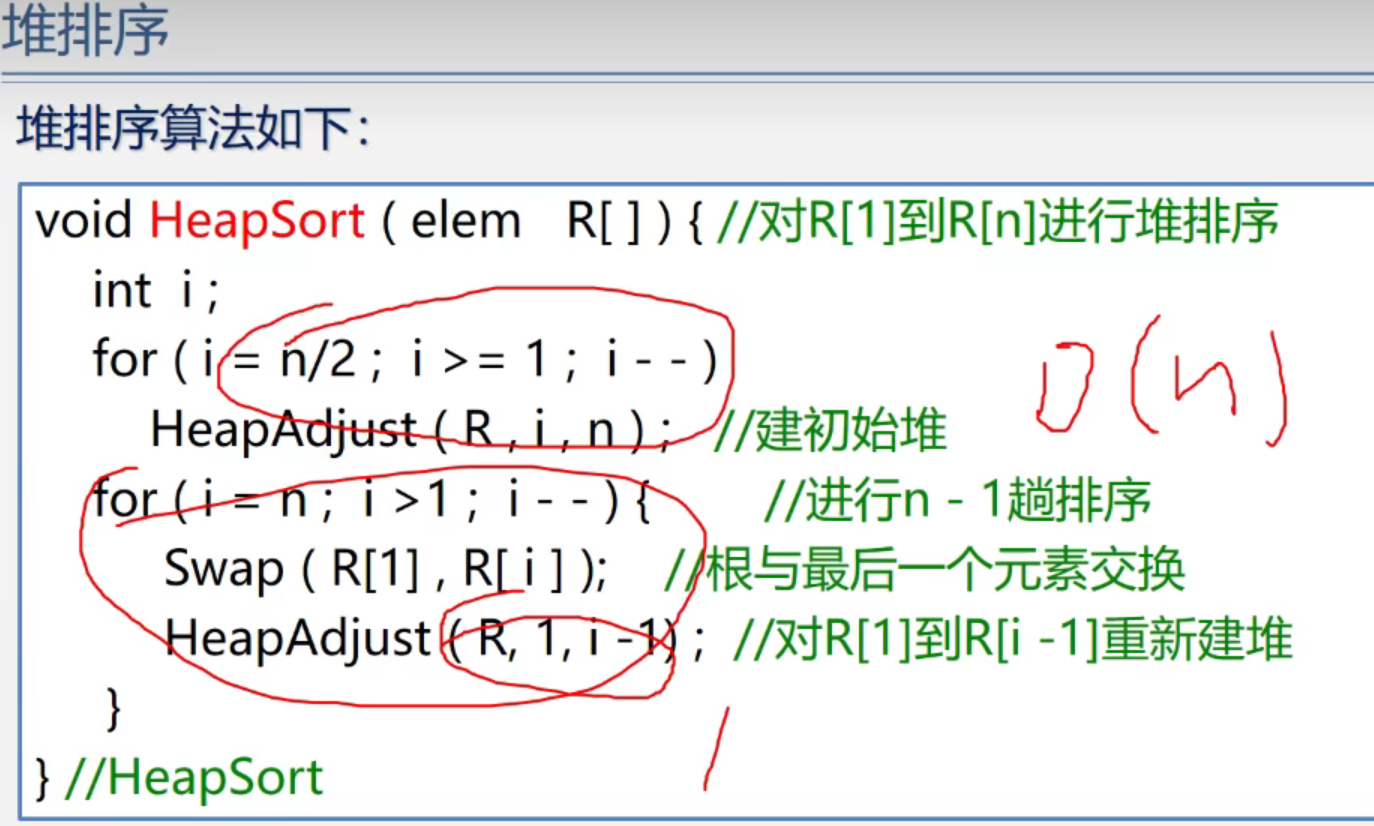 堆排序
堆排序算法如下:
void HeapSort ( elem R[ ] ) { //对R[1]到R[n]进行堆排序
int i ;
for ( i = n/2 ; i >= 1 ; i - - )
HeapAdjust ( R , i , n ) ; //建初始堆
O(n)
for ( i = n ; i >1 ; i - - ) { //进行n - 1趟排序
Swap ( R[1] , R[ i ] ); //根与最后一个元素交换
HeapAdjust ( R, 1, i -1) ; //对R[1]到R[i -1]重新建堆
}
} //HeapSort